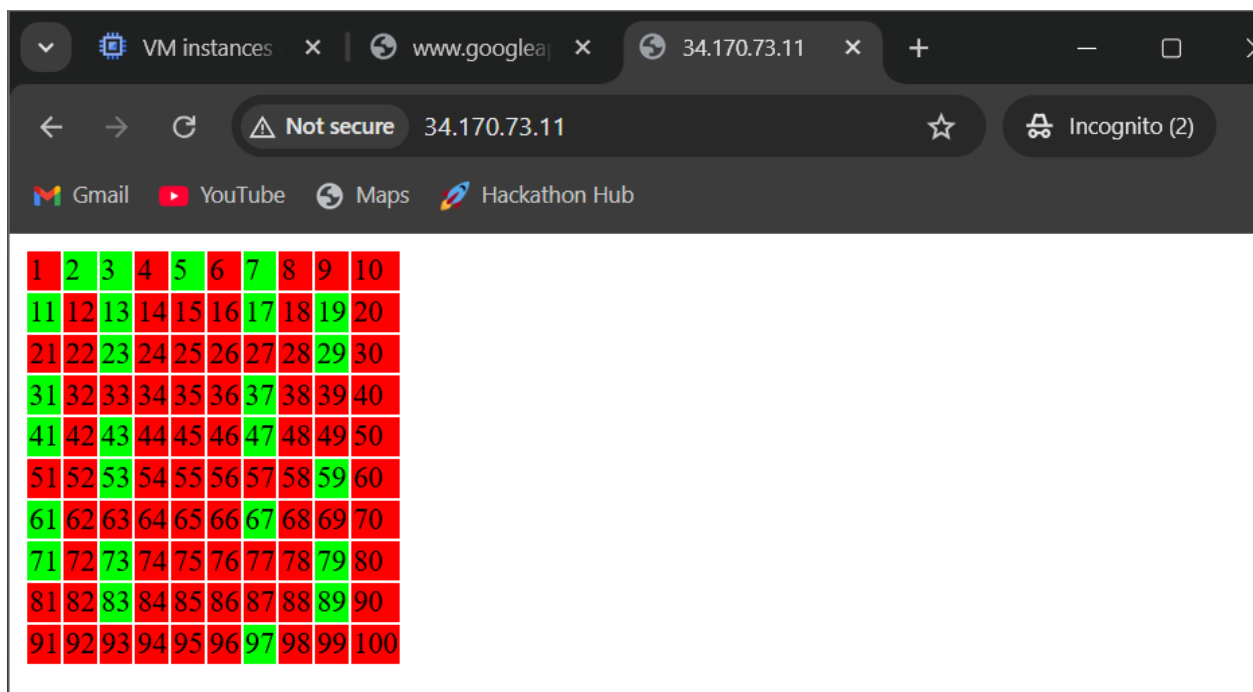 VM instances - www.googleap 34.170.73.11
Not secure 34.170.73.11 Incognito (2)
Gmail YouTube Maps Hackathon Hub
1 2 3 4 5 6 7 8 9 10
11 12 13 14 15 16 17 18 19 20
21 22 23 24 25 26 27 28 29 30
31 32 33 34 35 36 37 38 39 40
41 42 43 44 45 46 47 48 49 50
51 52 53 54 55 56 57 58 59 60
61 62 63 64 65 66 67 68 69 70
71 72 73 74 75 76 77 78 79 80
81 82 83 84 85 86 87 88 89 90
91 92 93 94 95 96 97 98 99 100